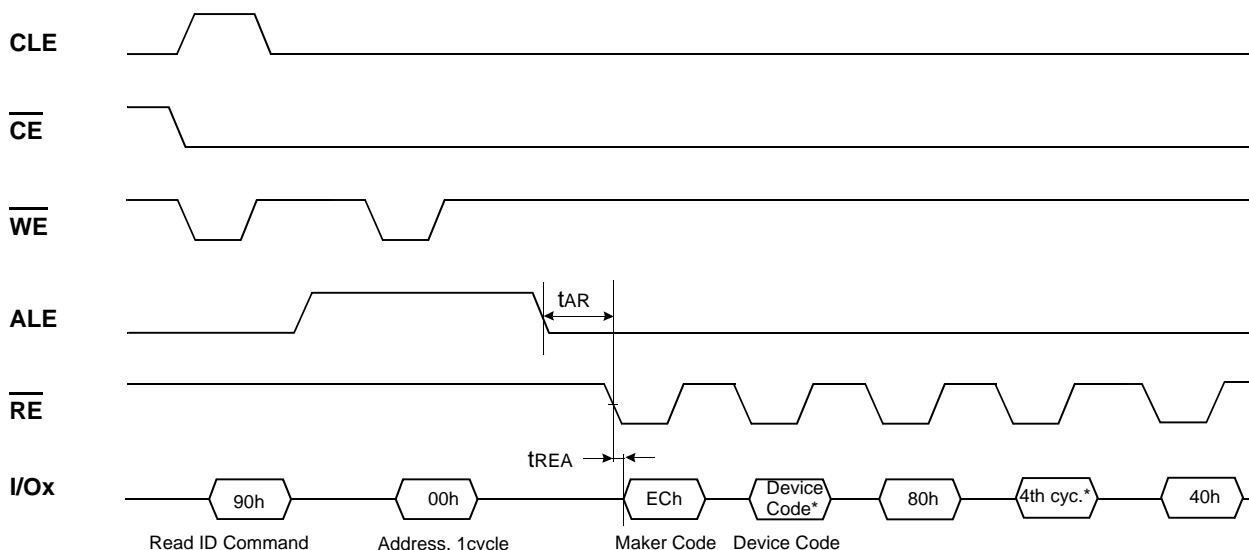 CLE
CE
WE
ALE
tAR
RE
tREA
I/Ox
90h
00h
ECh
Device
Code*
80h
4th cyc.*
40h
Read ID Command
Address, 1cycle
Maker Code
Device Code